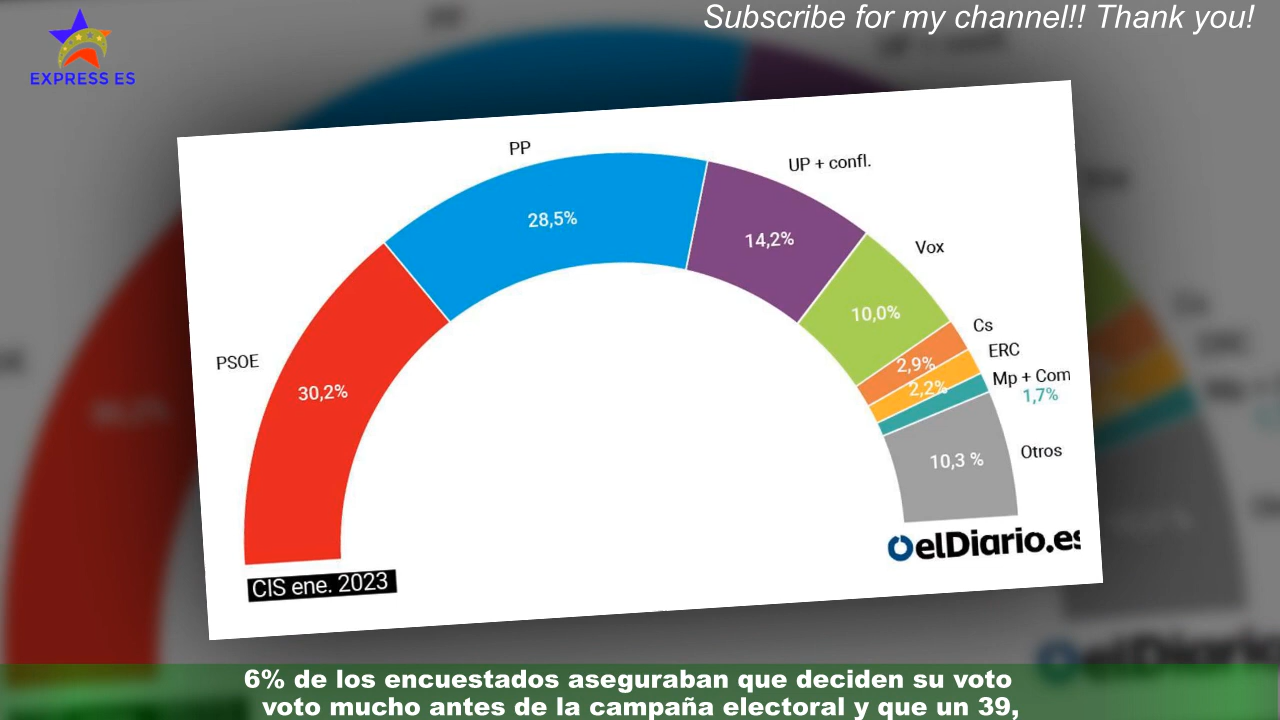 Subscribe for my channel!! Thank you!
EXPRESS ES
PP
UP + confl.
28,5%
14,2%
Vox
10,0%
Cs
PSOE
ERC
2,9%
30,2%
2,2%
Mp + Com
1,7%
Otros
10,3 %
elDiario.es
CIS ene. 2023
6% de los encuestados aseguraban que deciden su voto
voto mucho antes de la campaña electoral y que un 39,